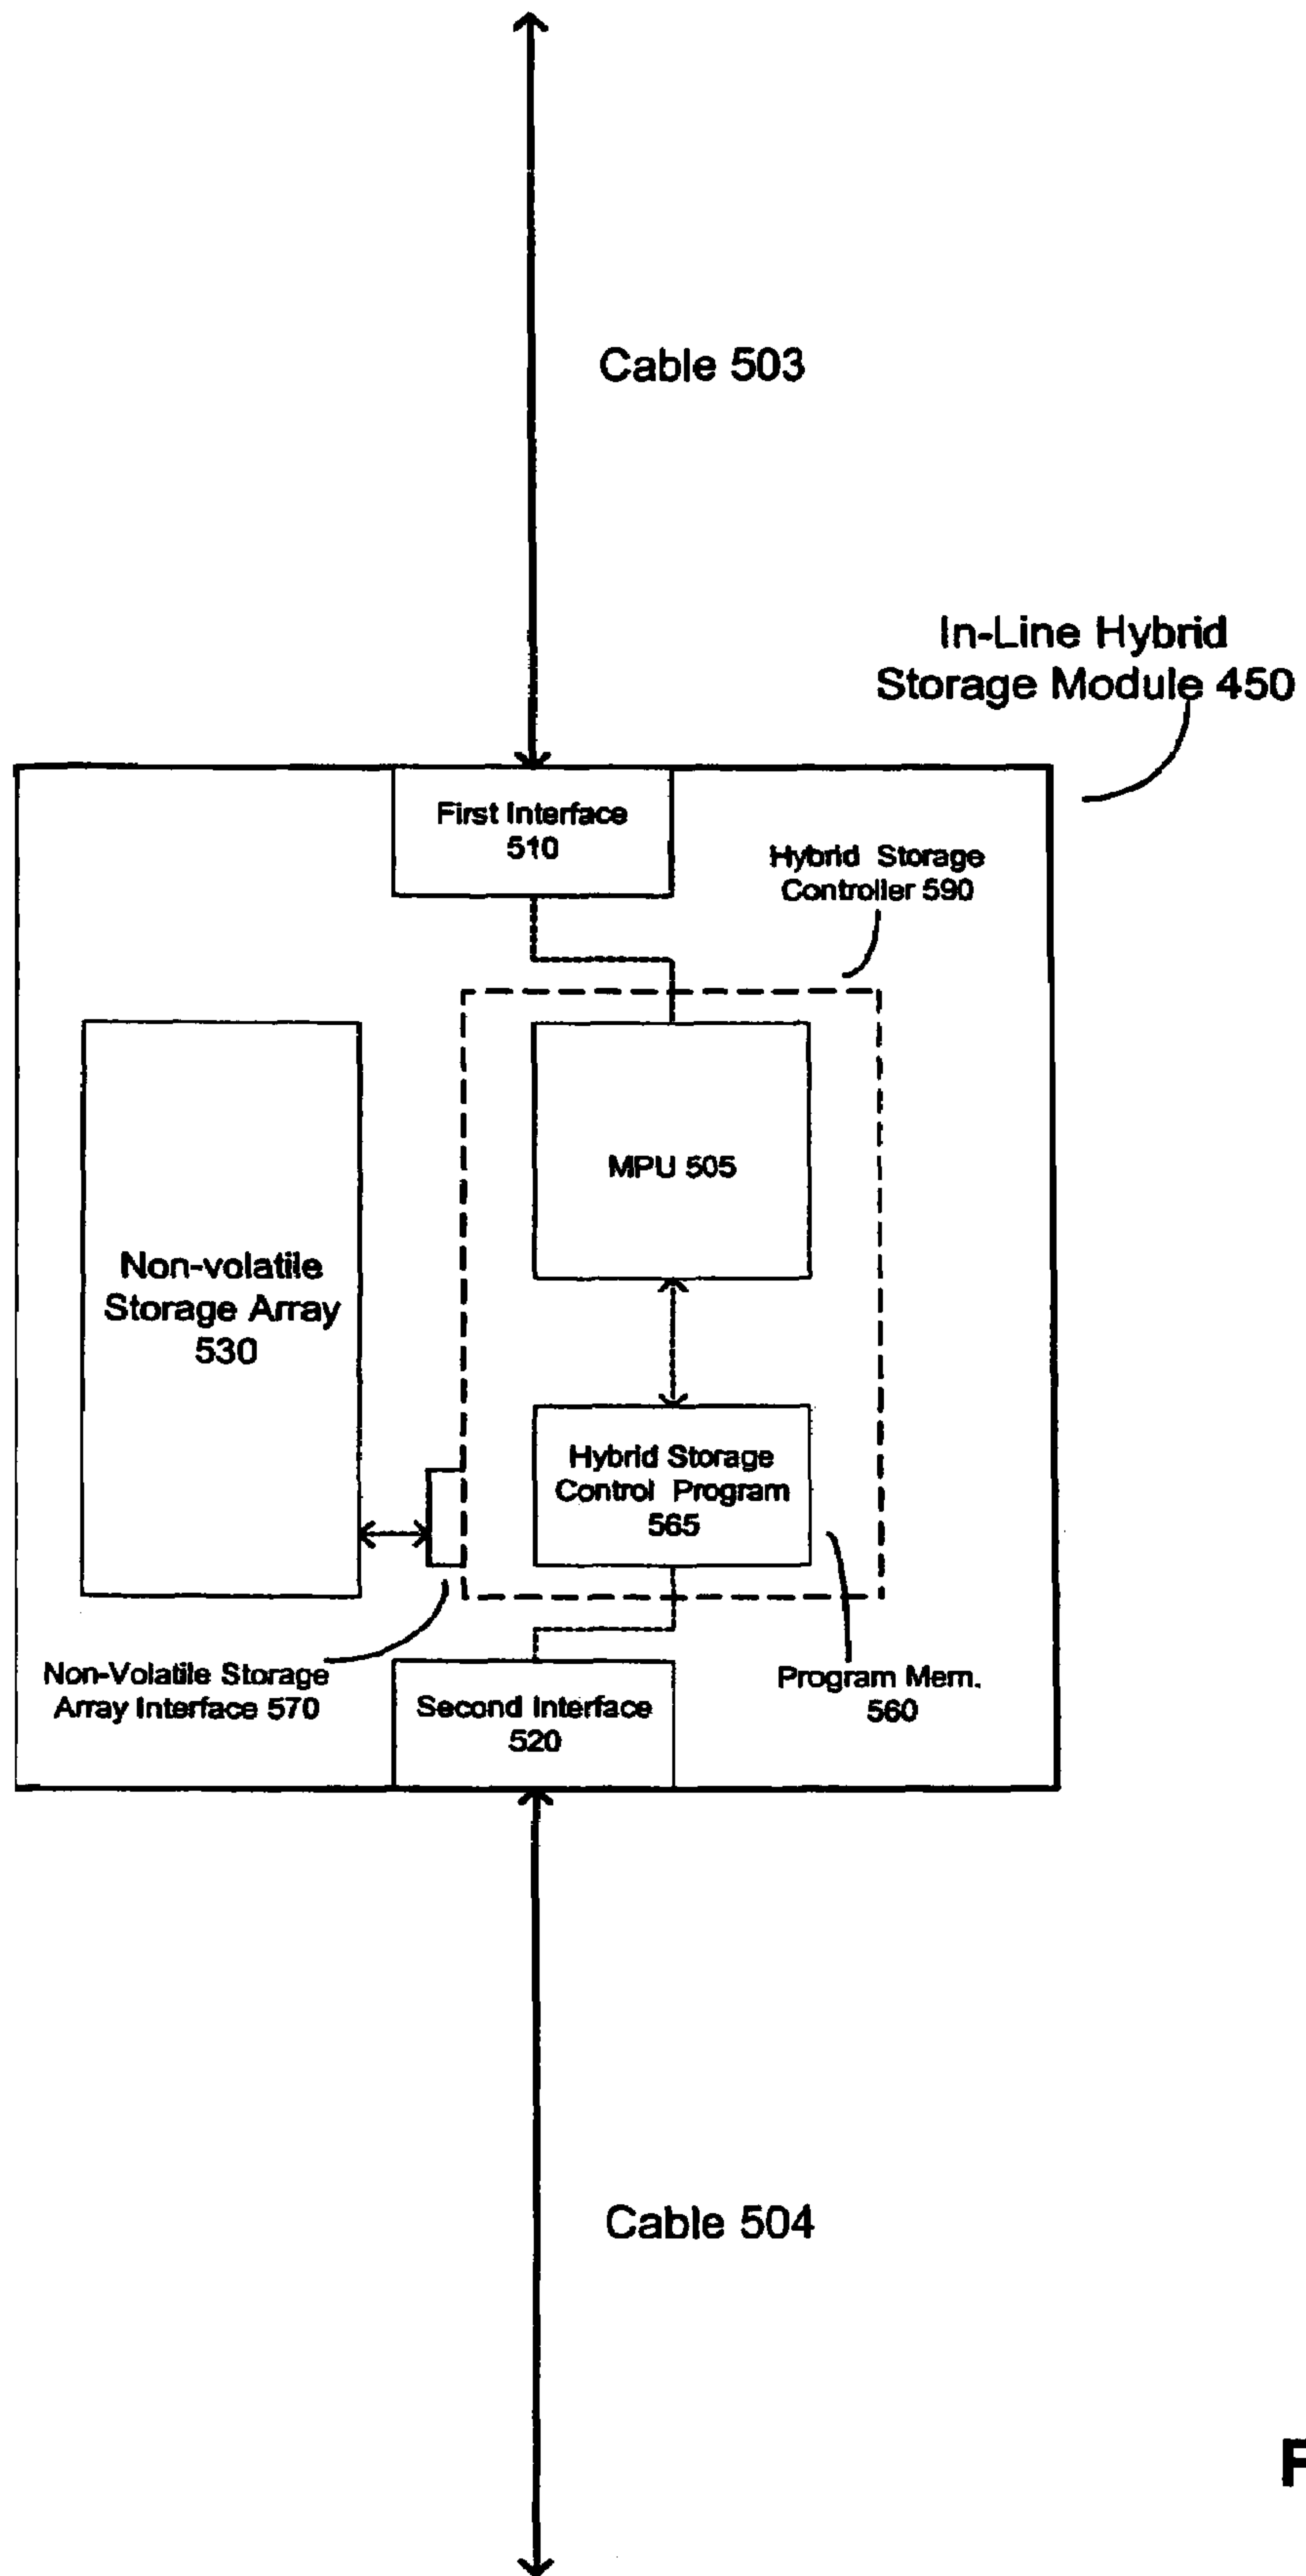 Cable 503
In-Line Hybrid
Storage Module 450
First Interface
510
Hybrid Storage
Controller 590
MPU 505
Non-volatile
Storage Array
530
Hybrid Storage
Control Program
565
Non-Volatile Storage
Array Interface 570
Second Interface
520
Program Mem.
560
Cable 504